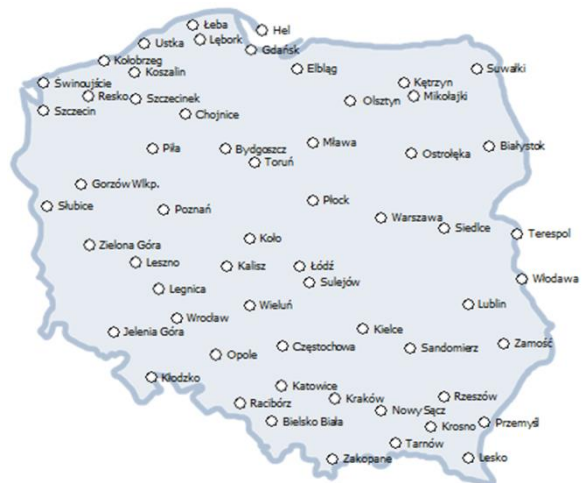 Łeba
Hel
Ustka
Lębork
Gdańsk
Kołobrzeg
Koszalin
Elbląg
Suwałki
Świnoujście
Kętrzyn
Resko
Szczecinek
Olsztyn
Mikołajki
Szczecin
Chojnice
Piła
Bydgoszcz
Mława
Białystok
Toruń
Ostrołęka
Gorzów Wlkp.
Płock
Słubice
Poznań
Warszawa
Siedlce
Terespol
Zielona Góra
Koło
Leszno
Kalisz
Łódź
Sulejów
Włodawa
Legnica
Wieluń
Lublin
Wrocław
Jelenia Góra
Kielce
Opole
Częstochowa
Sandomierz
Zamość
Kłodzko
Katowice
Racibórz
Kraków
Rzeszów
Nowy Sącz
Bielsko Biała
Krosno
Przemyśl
Tarnów
Zakopane
Lesko